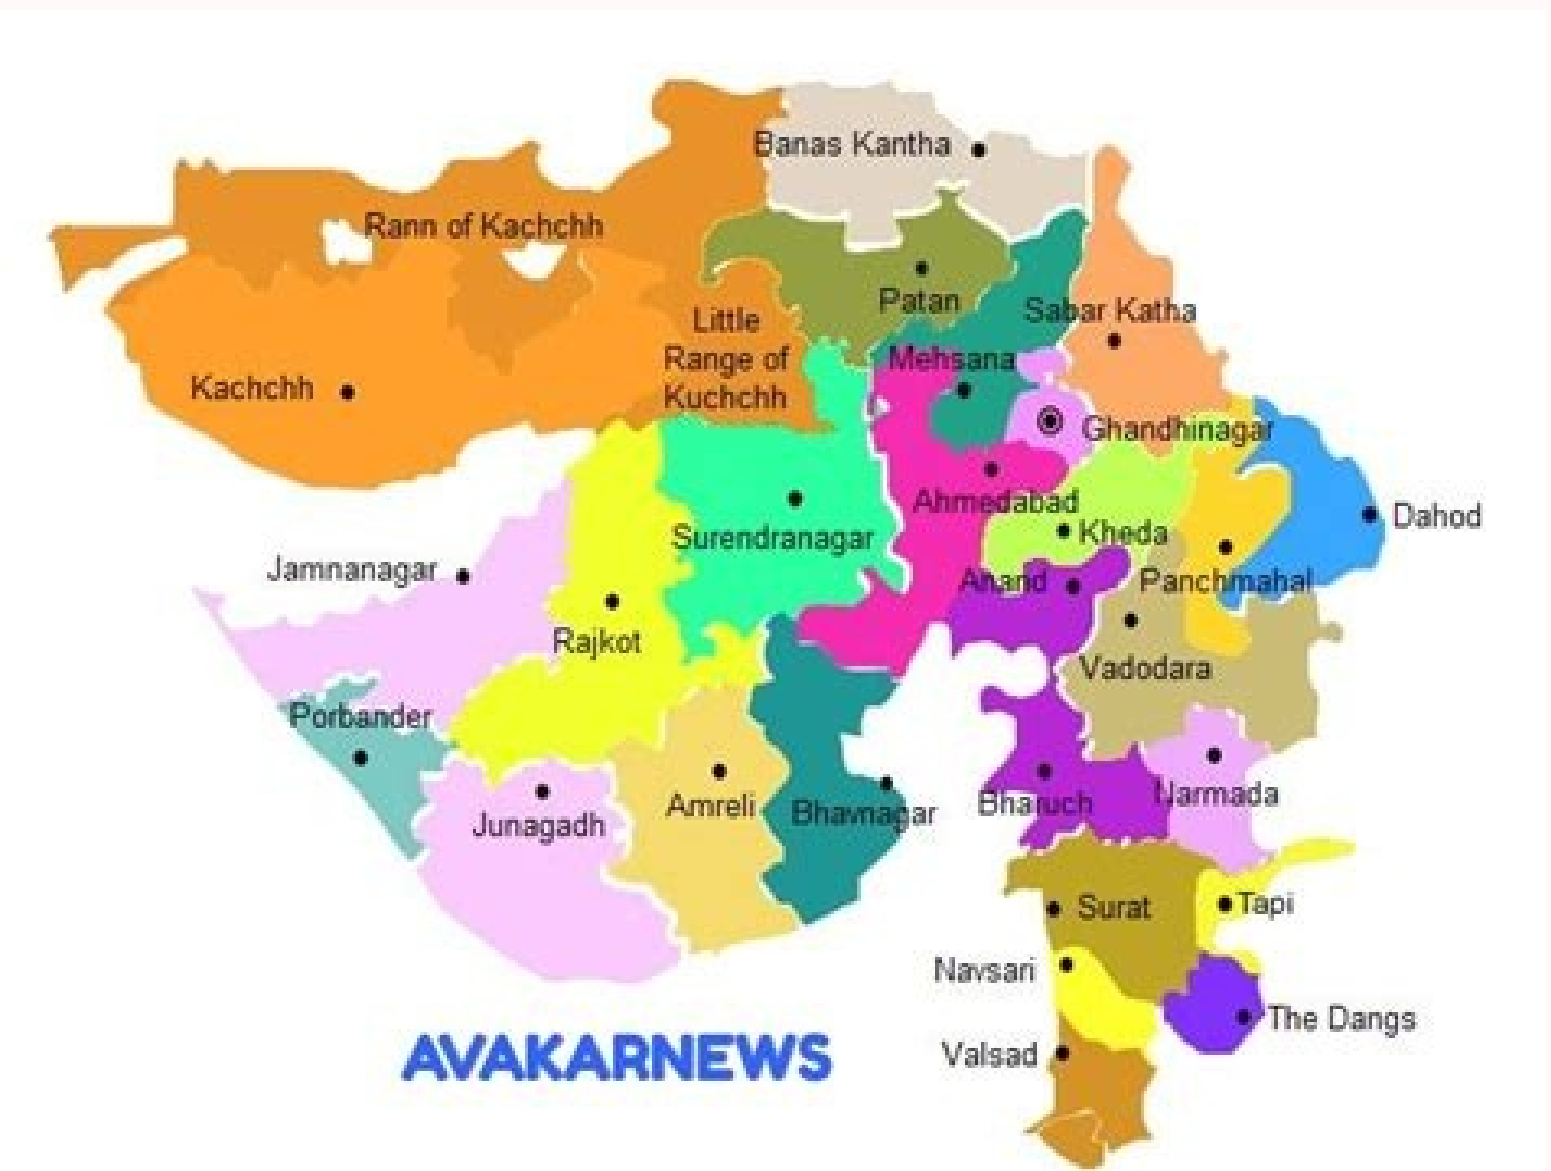 Banas Kantha
Rann of Kachchh
Patan
Sabar Katha
Little
Range of
Kuchchh
Mehsana
Kachchh
Ghandhinagar
Ahmedabad
Dahod
Surendranagar
Kheda
Jamnanagar
Anand
Panchmahal
Rajkot
Vadodara
Porbander
Narmada
Amreli
Bharuch
Bhavnagar
Junagadh
Surat
Tapi
Navsari
The Dangs
Valsad
AVAKARNEWS